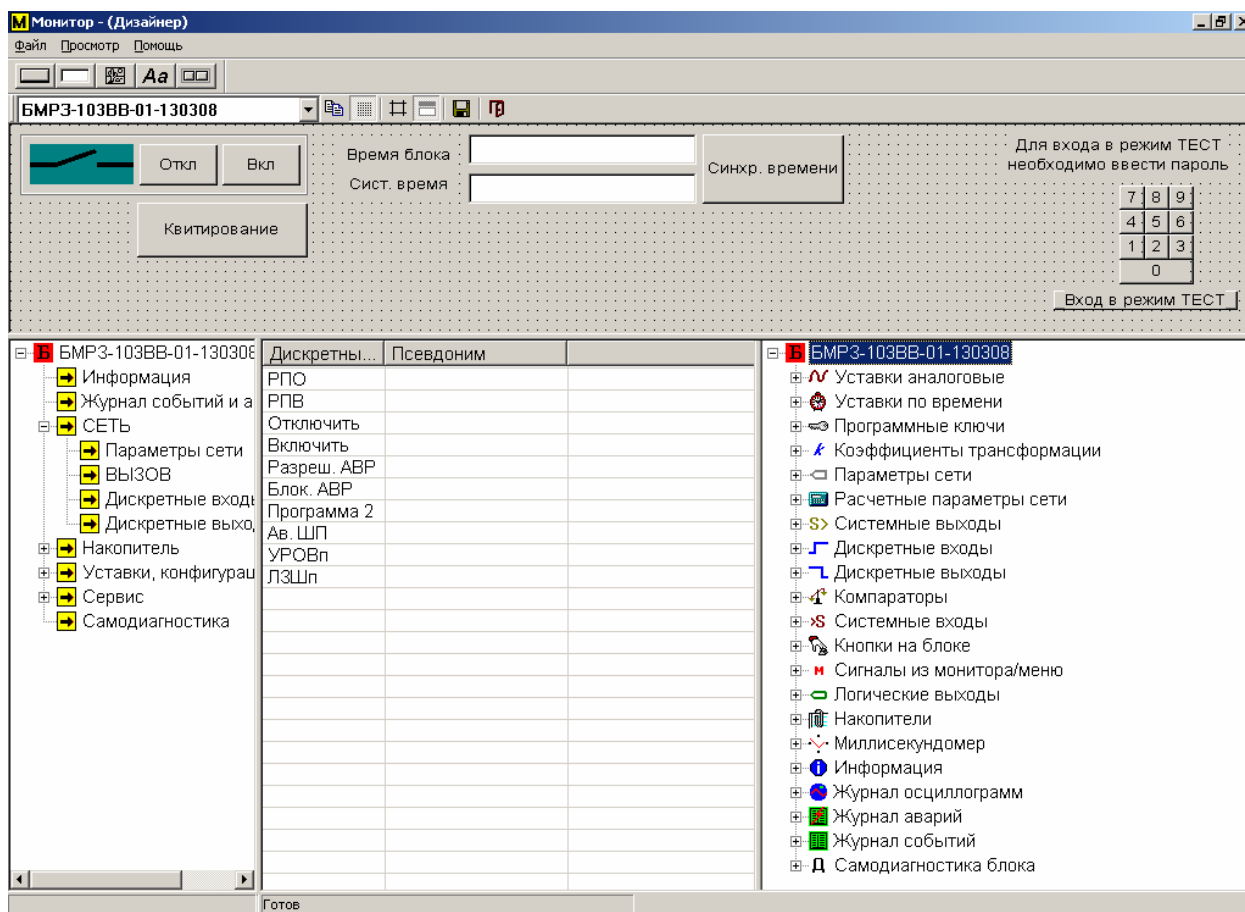 М Монитор - (Дизайнер)
Файл Просмотр Помощь
Aa
БМРЗ-103ВВ-01-130308
Откл
Вкл
Квитирование
Время блока
Сист. время
Синхр. времени
Для входа в режим ТЕСТ
необходимо ввести пароль
7 8 9
4 5 6
1 2 3
0
Вход в режим ТЕСТ
Б БМРЗ-103ВВ-01-130308
Информация
Журнал событий и а
СЕТЬ
Параметры сети
ВЫЗОВ
Дискретные входы
Дискретные выхо
Накопитель
Уставки, конфигурац
Сервис
Самодиагностика
Дискретны... Псевдоним
РПО
РПВ
Отключить
Включить
Разреш. АВР
Блок. АВР
Программа 2
Ав. ШП
УРОВп
ЛЗШп
Б БМРЗ-103ВВ-01-130308
Уставки аналоговые
Уставки по времени
Программные ключи
k Коэффициенты трансформации
Параметры сети
Расчетные параметры сети
S> Системные выходы
Дискретные входы
Дискретные выходы
Компараторы
>S Системные входы
Кнопки на блоке
М Сигналы из монитора/меню
Логические выходы
Накопители
Миллисекундомер
i Информация
Журнал осциллограмм
Журнал аварий
Журнал событий
Д Самодиагностика блока
Готов